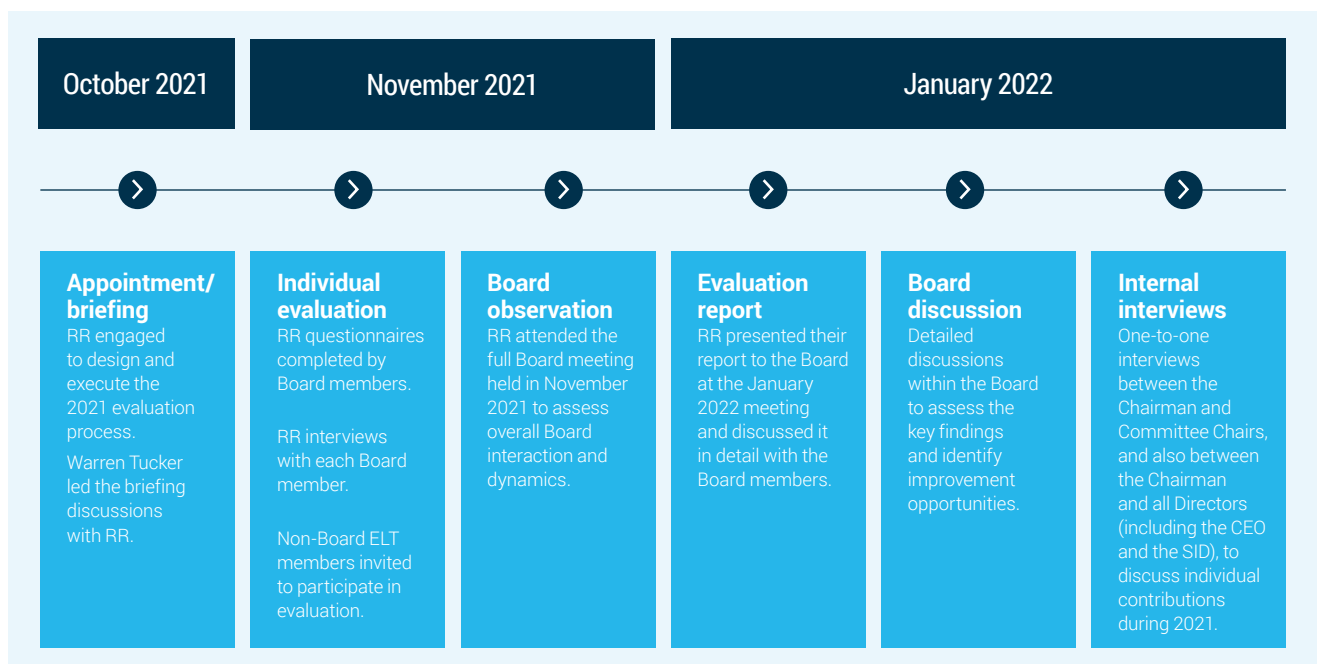 October 2021
November 2021
January 2022
Appointment/
briefing
RR engaged
to design and
execute the
2021 evaluation
process.
Warren Tucker
led the briefing
discussions
with RR.
Individual
evaluation
RR questionnaires
completed by
Board members.
RR interviews
with each Board
member.
Non-Board ELT
members invited
to participate in
evaluation.
Board
observation
RR attended the
full Board meeting
held in November
2021 to assess
overall Board
interaction and
dynamics.
Evaluation
report
RR presented their
report to the Board
at the January
2022 meeting
and discussed it
in detail with the
Board members.
Board
discussion
Detailed
discussions
within the Board
to assess the
key findings
and identify
improvement
opportunities.
Internal
interviews
One-to-one
interviews
between the
Chairman and
Committee Chairs,
and also between
the Chairman
and all Directors
(including the CEO
and the SID), to
discuss individual
contributions
during 2021.